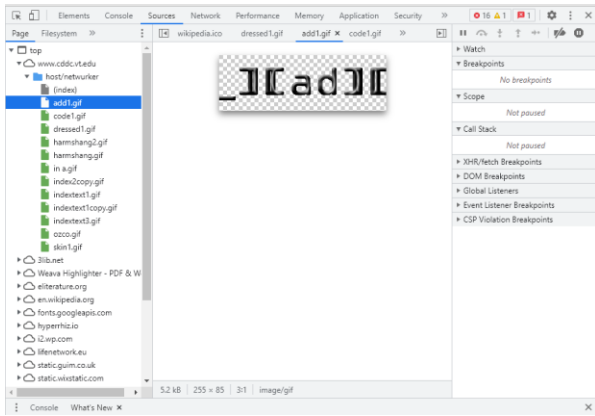 Elements Console Sources Network Performance Memory Application Security » 16 1 1
Page Filesystem » wikipedia.ico dressed1.gif add1.gif × code1.gif »
top
www.cddc.vt.edu
host/netwurker
(index)
add1.gif
code1.gif
dressed1.gif
harmshang2.gif
harmsheng.gif
in a.gif
index2copy.gif
indextext1.gif
indextext1copy.gif
indextext3.gif
ozco.gif
skin1.gif
3lib.net
Weava Highlighter - PDF & W
eliterature.org
en.wikipedia.org
fonts.googleapis.com
hyperrhiz.io
i2.wp.com
lifenetwork.eu
static.guim.co.uk
static.wixstatic.com
_][ad][
5.2 kB 255 × 85 3:1 image/gif
Watch
Breakpoints
No breakpoints
Scope
Not paused
Call Stack
Not paused
XHR/fetch Breakpoints
DOM Breakpoints
Global Listeners
Event Listener Breakpoints
CSP Violation Breakpoints
Console What's New ×